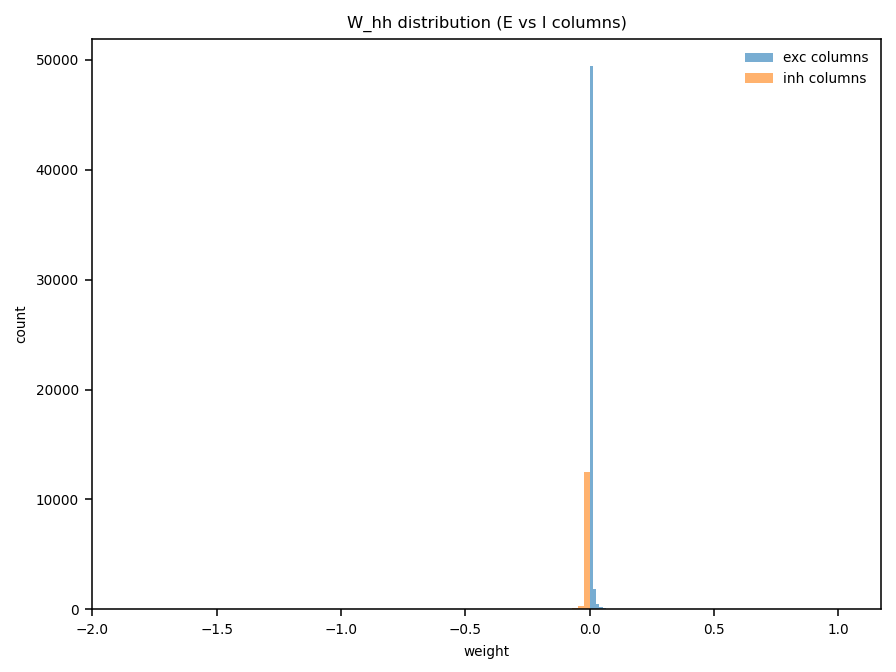 W_hh distribution (E vs I columns)
exc columns
inh columns
count
50000
40000
30000
20000
10000
0
−2.0 −1.5 −1.0 −0.5 0.0 0.5 1.0
weight